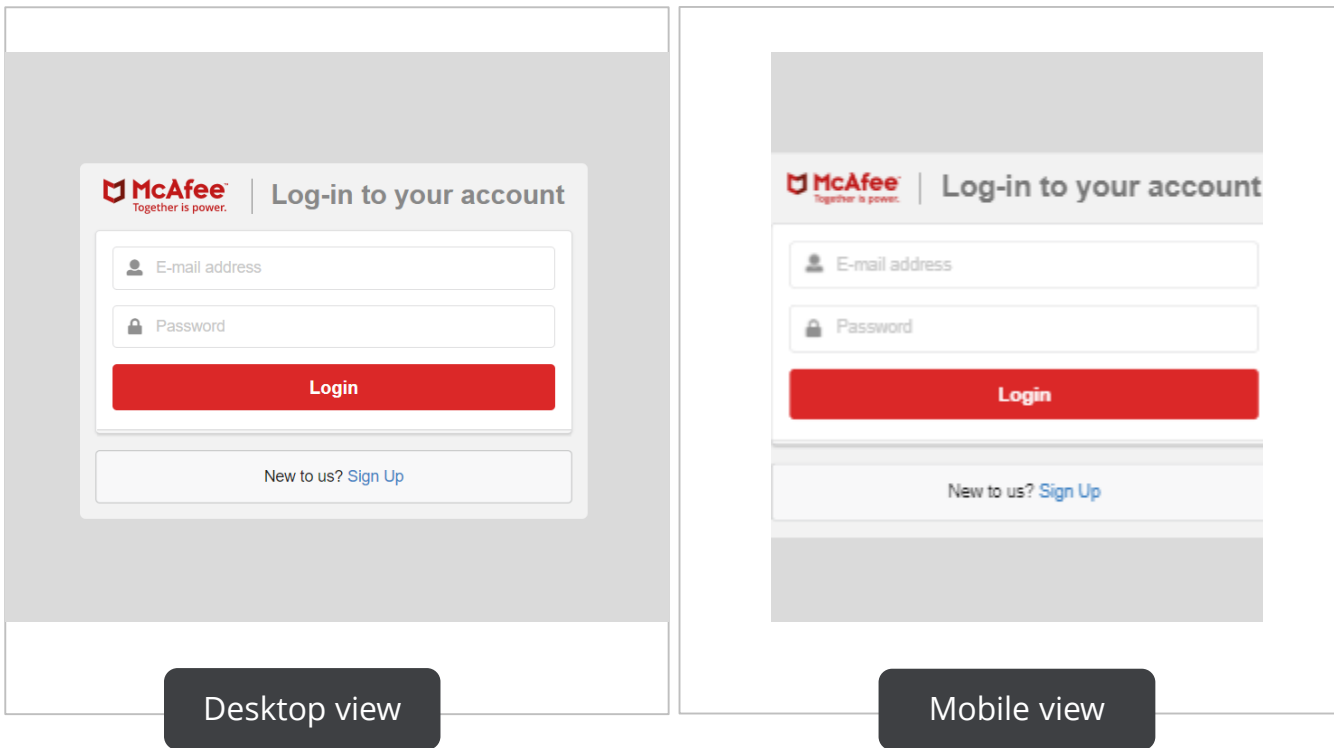 McAfee™
Together is power.
Log-in to your account
E-mail address
Password
Login
New to us? Sign Up
Desktop view
McAfee™
Together is power.
Log-in to your account
E-mail address
Password
Login
New to us? Sign Up
Mobile view